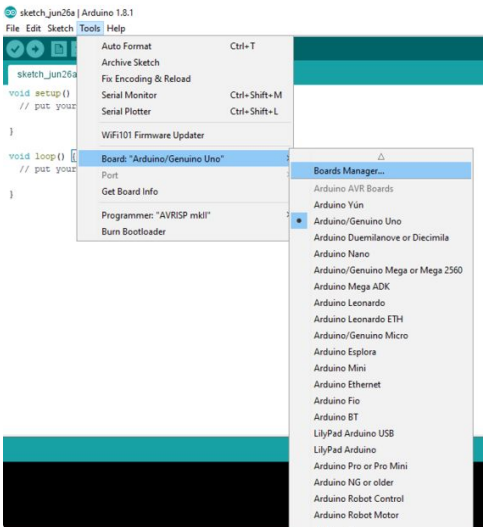 sketch_jun26a | Arduino 1.8.1
File Edit Sketch Tools Help
sketch_jun26a
void setup()
// put your
}
void loop() {
// put your
}
Auto Format Ctrl+T
Archive Sketch
Fix Encoding & Reload
Serial Monitor Ctrl+Shift+M
Serial Plotter Ctrl+Shift+L
WiFi101 Firmware Updater
Board: "Arduino/Genuino Uno"
Port
Get Board Info
Programmer: "AVRISP mkII"
Burn Bootloader
Boards Manager...
Arduino AVR Boards
Arduino Yún
Arduino/Genuino Uno
Arduino Duemilanove or Diecimila
Arduino Nano
Arduino/Genuino Mega or Mega 2560
Arduino Mega ADK
Arduino Leonardo
Arduino Leonardo ETH
Arduino/Genuino Micro
Arduino Esplora
Arduino Mini
Arduino Ethernet
Arduino Fio
Arduino BT
LilyPad Arduino USB
LilyPad Arduino
Arduino Pro or Pro Mini
Arduino NG or older
Arduino Robot Control
Arduino Robot Motor